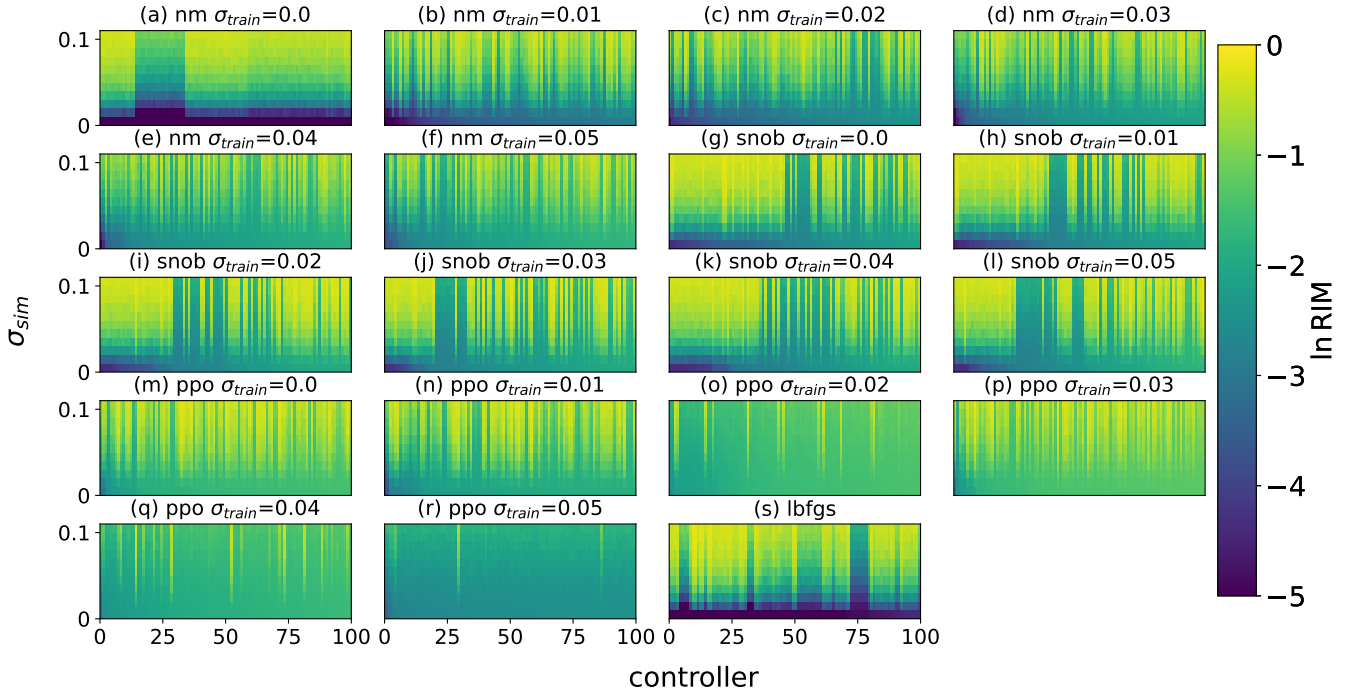 (a) nm σtrain=0.0
(b) nm σtrain=0.01
(c) nm σtrain=0.02
(d) nm σtrain=0.03
0.1
0
(e) nm σtrain=0.04
(f) nm σtrain=0.05
(g) snob σtrain=0.0
(h) snob σtrain=0.01
0.1
0
(i) snob σtrain=0.02
(j) snob σtrain=0.03
(k) snob σtrain=0.04
(l) snob σtrain=0.05
0.1
0
(m) ppo σtrain=0.0
(n) ppo σtrain=0.01
(o) ppo σtrain=0.02
(p) ppo σtrain=0.03
0.1
0
(q) ppo σtrain=0.04
(r) ppo σtrain=0.05
(s) lbfgs
0.1
0
0 25 50 75 100
0 25 50 75 100
0 25 50 75 100
controller
σsim
0
−1
−2
−3
−4
−5
ln RIM